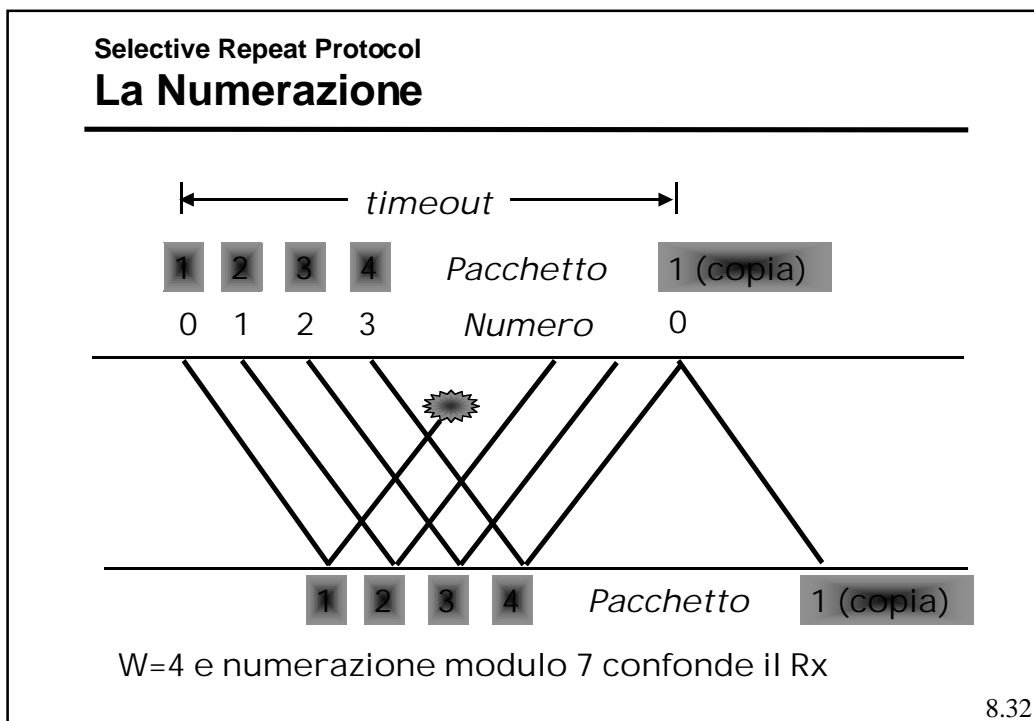 Selective Repeat Protocol
La Numerazione
timeout
1 2 3 4 Pacchetto 1 (copia)
0 1 2 3 Numero 0
1 2 3 4 Pacchetto 1 (copia)
W=4 e numerazione modulo 7 confonde il Rx
8.32